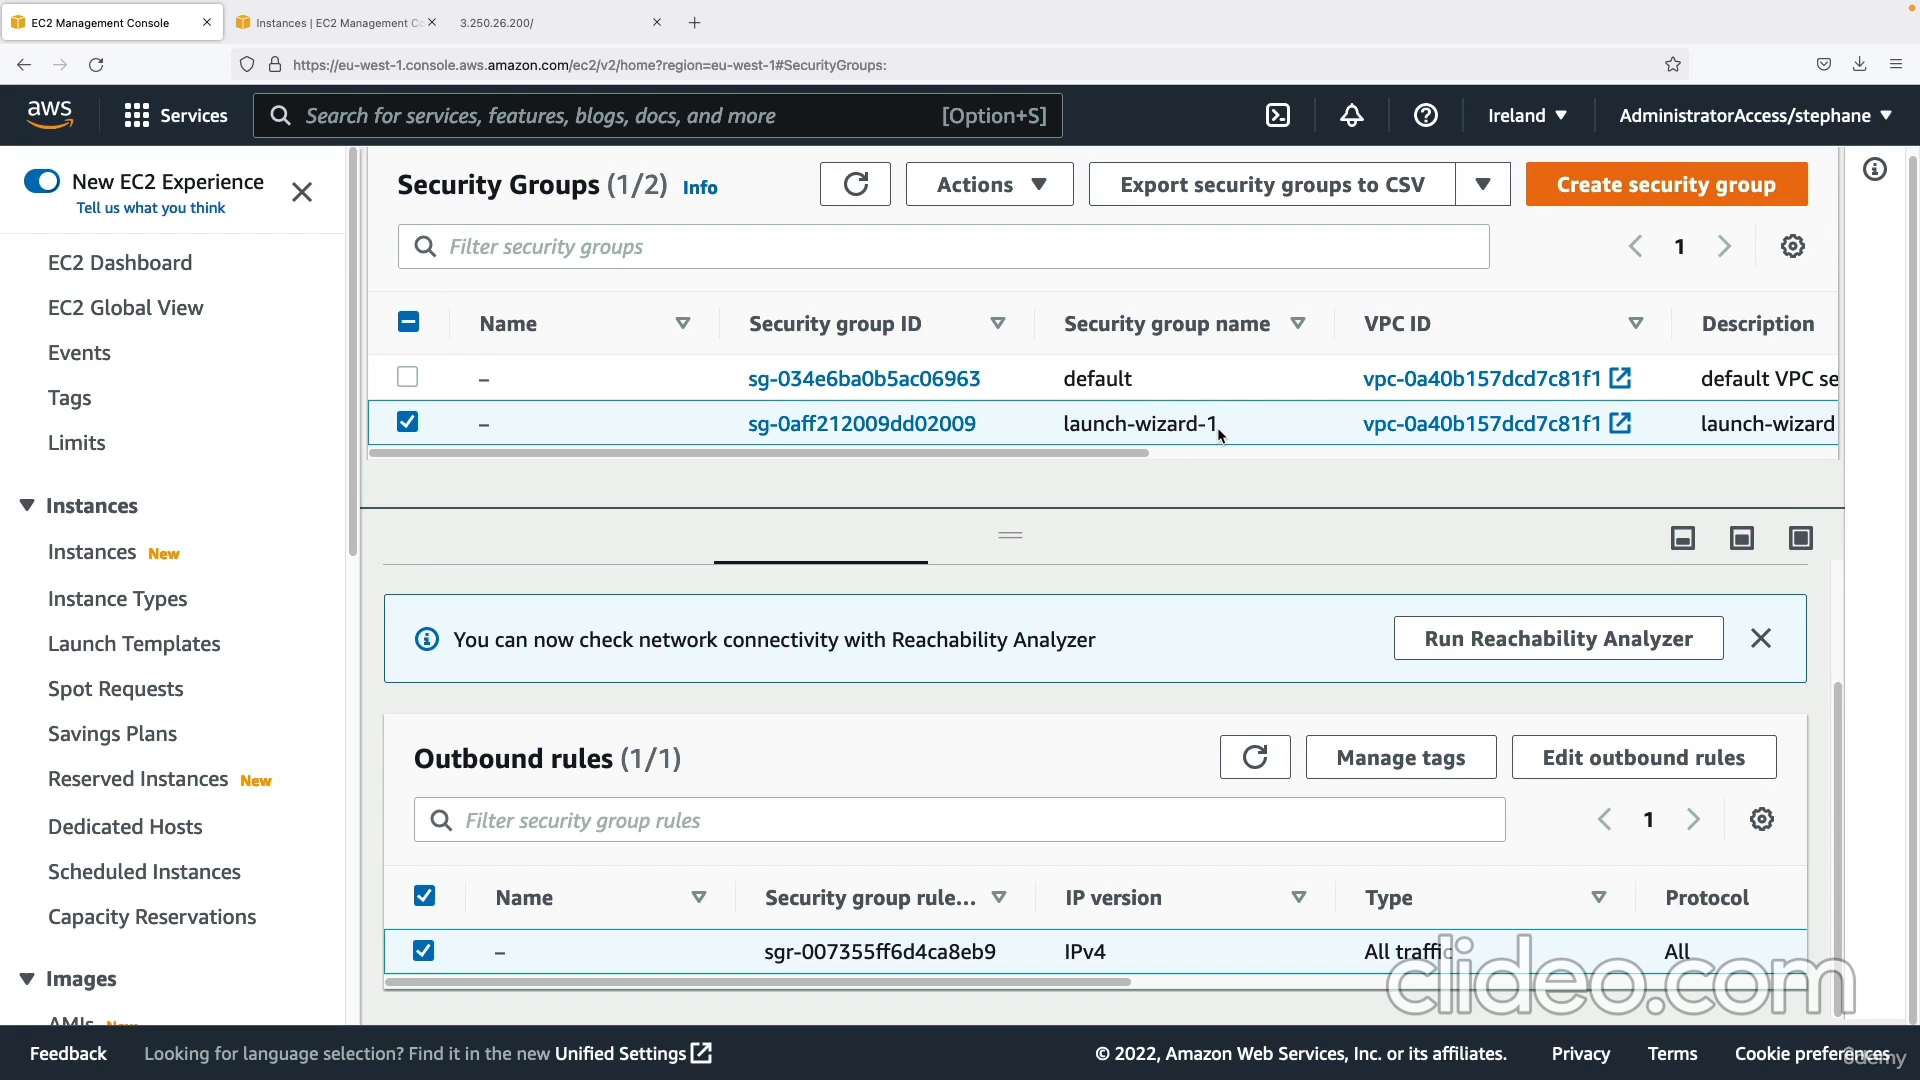 EC2 Management Console
Instances | EC2 Management Co
3.250.26.200/
https://eu-west-1.console.aws.amazon.com/ec2/v2/home?region=eu-west-1#SecurityGroups:
aws
Services
Search for services, features, blogs, docs, and more
[Option+S]
Ireland
AdministratorAccess/stephane
New EC2 Experience
Tell us what you think
EC2 Dashboard
EC2 Global View
Events
Tags
Limits
Instances
Instances New
Instance Types
Launch Templates
Spot Requests
Savings Plans
Reserved Instances New
Dedicated Hosts
Scheduled Instances
Capacity Reservations
Images
AMIs New
Security Groups (1/2) Info
Actions
Export security groups to CSV
Create security group
Filter security groups
1
Name Security group ID Security group name VPC ID Description
– sg-034e6ba0b5ac06963 default vpc-0a40b157dcd7c81f1 default VPC se
– sg-0aff212009dd02009 launch-wizard-1 vpc-0a40b157dcd7c81f1 launch-wizard
You can now check network connectivity with Reachability Analyzer
Run Reachability Analyzer
Outbound rules (1/1)
Manage tags
Edit outbound rules
Filter security group rules
1
Name Security group rule... IP version Type Protocol
– sgr-007355ff6d4ca8eb9 IPv4 All traffic All
clideo.com
Feedback
Looking for language selection? Find it in the new Unified Settings
© 2022, Amazon Web Services, Inc. or its affiliates.
Privacy
Terms
Cookie preferences
ûdemy